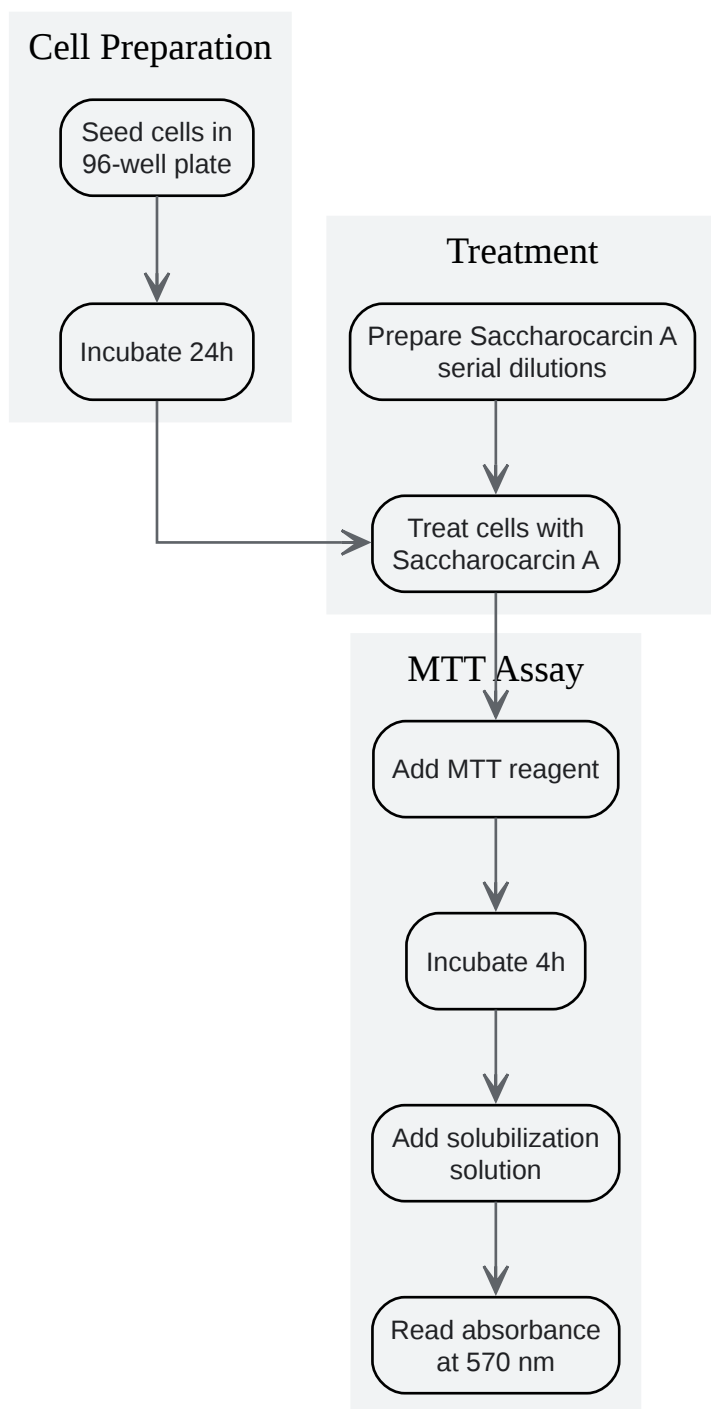 Cell Preparation
Seed cells in
96-well plate
Incubate 24h
Treatment
Prepare Saccharocarcin A
serial dilutions
Treat cells with
Saccharocarcin A
MTT Assay
Add MTT reagent
Incubate 4h
Add solubilization
solution
Read absorbance
at 570 nm